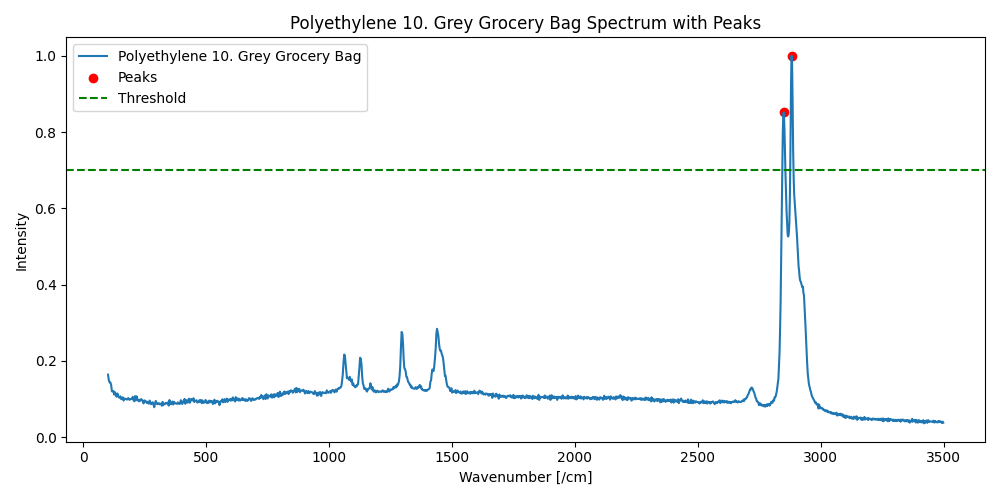 Polyethylene 10. Grey Grocery Bag Spectrum with Peaks
Polyethylene 10. Grey Grocery Bag
Peaks
Threshold
1.0
0.8
0.6
0.4
0.2
0.0
Intensity
0
500
1000
1500
2000
2500
3000
3500
Wavenumber [/cm]